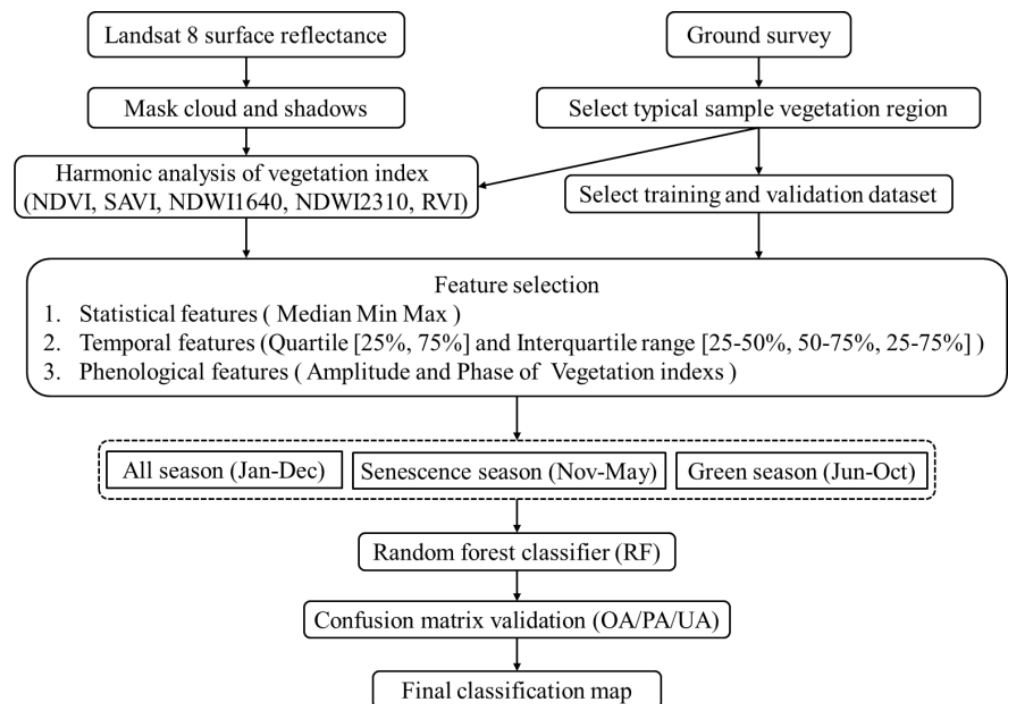 Landsat 8 surface reflectance
Ground survey
Mask cloud and shadows
Select typical sample vegetation region
Harmonic analysis of vegetation index
(NDVI, SAVI, NDWI1640, NDWI2310, RVI)
Select training and validation dataset
Feature selection
1. Statistical features ( Median Min Max )
2. Temporal features (Quartile [25%, 75%] and Interquartile range [25-50%, 50-75%, 25-75%] )
3. Phenological features ( Amplitude and Phase of Vegetation indexs )
All season (Jan-Dec)
Senescence season (Nov-May)
Green season (Jun-Oct)
Random forest classifier (RF)
Confusion matrix validation (OA/PA/UA)
Final classification map